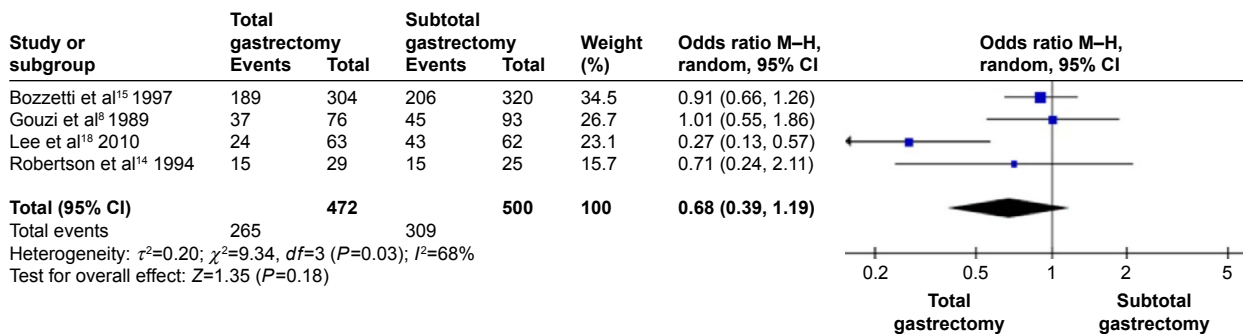 Total gastrectomy Subtotal gastrectomy
Study or subgroup Events Total Events Total Weight (%) Odds ratio M–H, random, 95% CI Odds ratio M–H, random, 95% CI
Bozzetti et al¹⁵ 1997 189 304 206 320 34.5 0.91 (0.66, 1.26)
Gouzi et al⁸ 1989 37 76 45 93 26.7 1.01 (0.55, 1.86)
Lee et al¹⁸ 2010 24 63 43 62 23.1 0.27 (0.13, 0.57)
Robertson et al¹⁴ 1994 15 29 15 25 15.7 0.71 (0.24, 2.11)
Total (95% CI) 472 500 100 0.68 (0.39, 1.19)
Total events 265 309
Heterogeneity: τ²=0.20; χ²=9.34, df=3 (P=0.03); I²=68%
Test for overall effect: Z=1.35 (P=0.18)
0.2 0.5 1 2 5
Total gastrectomy Subtotal gastrectomy